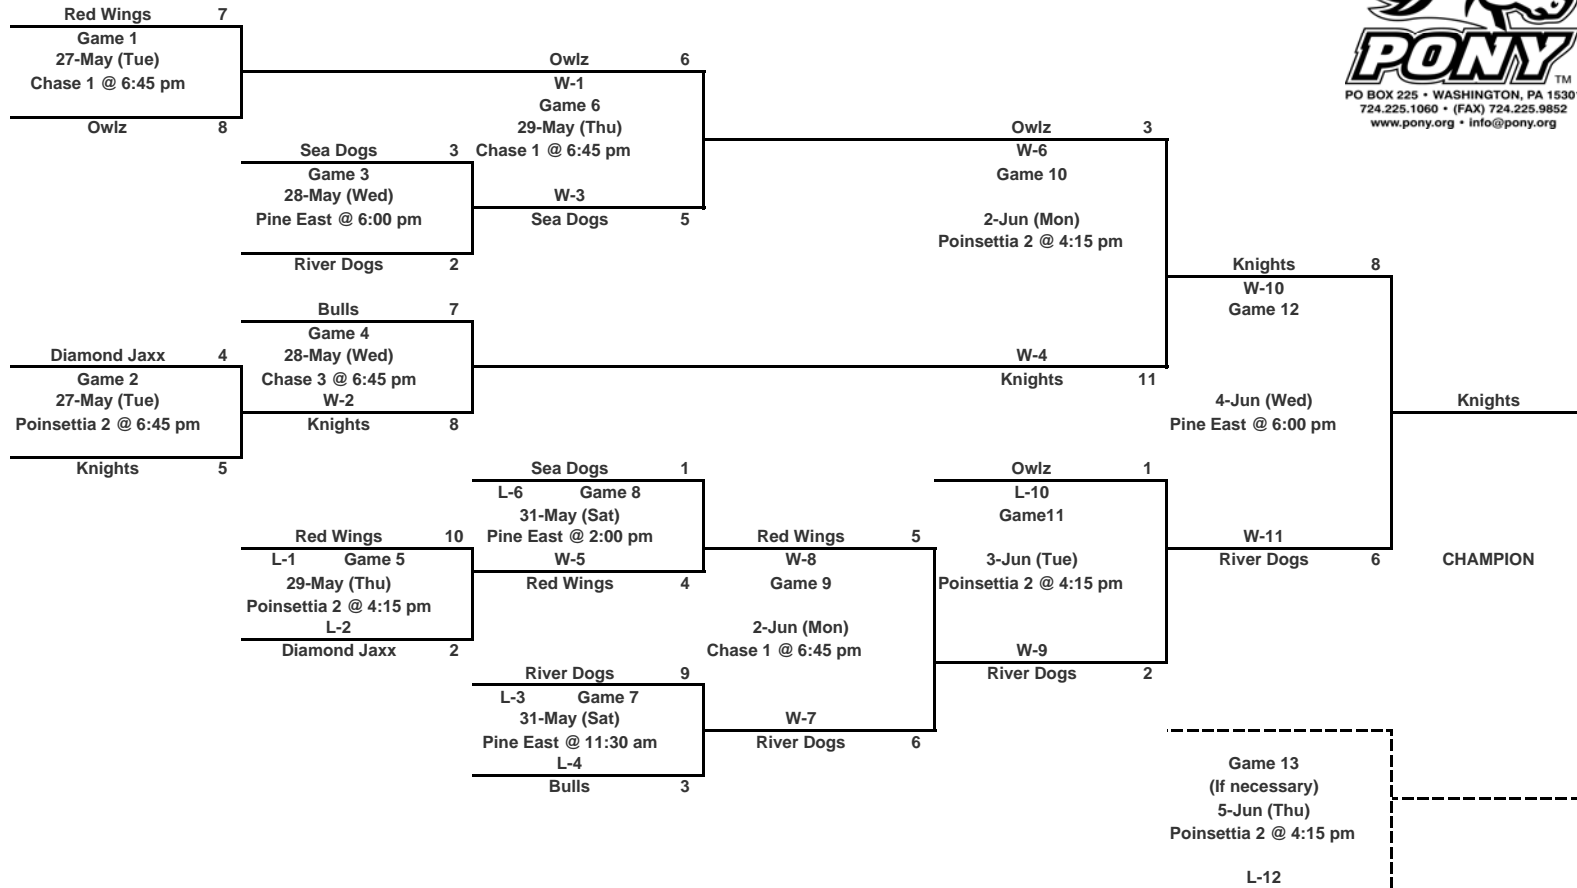 Red Wings 7
Game 1
27-May (Tue)
Chase 1 @ 6:45 pm
Owlz 8
Sea Dogs 3
Game 3
28-May (Wed)
Pine East @ 6:00 pm
River Dogs 2
Owlz 6
W-1
Game 6
29-May (Thu)
Chase 1 @ 6:45 pm
W-3
Sea Dogs 5
Bulls 7
Game 4
28-May (Wed)
Chase 3 @ 6:45 pm
W-2
Knights 8
Diamond Jaxx 4
Game 2
27-May (Tue)
Poinsettia 2 @ 6:45 pm
Knights 5
Owlz 3
W-6
Game 10
2-Jun (Mon)
Poinsettia 2 @ 4:15 pm
W-4
Knights 11
PONY TM
PO BOX 225 • WASHINGTON, PA 15301
724.225.1060 • (FAX) 724.225.9852
www.pony.org • info@pony.org
Knights 8
W-10
Game 12
4-Jun (Wed)
Pine East @ 6:00 pm
W-11
River Dogs 6
Knights
CHAMPION
Sea Dogs 1
L-6 Game 8
31-May (Sat)
Pine East @ 2:00 pm
W-5
Red Wings 4
Red Wings 10
L-1 Game 5
29-May (Thu)
Poinsettia 2 @ 4:15 pm
L-2
Diamond Jaxx 2
River Dogs 9
L-3 Game 7
31-May (Sat)
Pine East @ 11:30 am
L-4
Bulls 3
Red Wings 5
W-8
Game 9
2-Jun (Mon)
Chase 1 @ 6:45 pm
W-7
River Dogs 6
Owlz 1
L-10
Game11
3-Jun (Tue)
Poinsettia 2 @ 4:15 pm
W-9
River Dogs 2
Game 13
(If necessary)
5-Jun (Thu)
Poinsettia 2 @ 4:15 pm
L-12